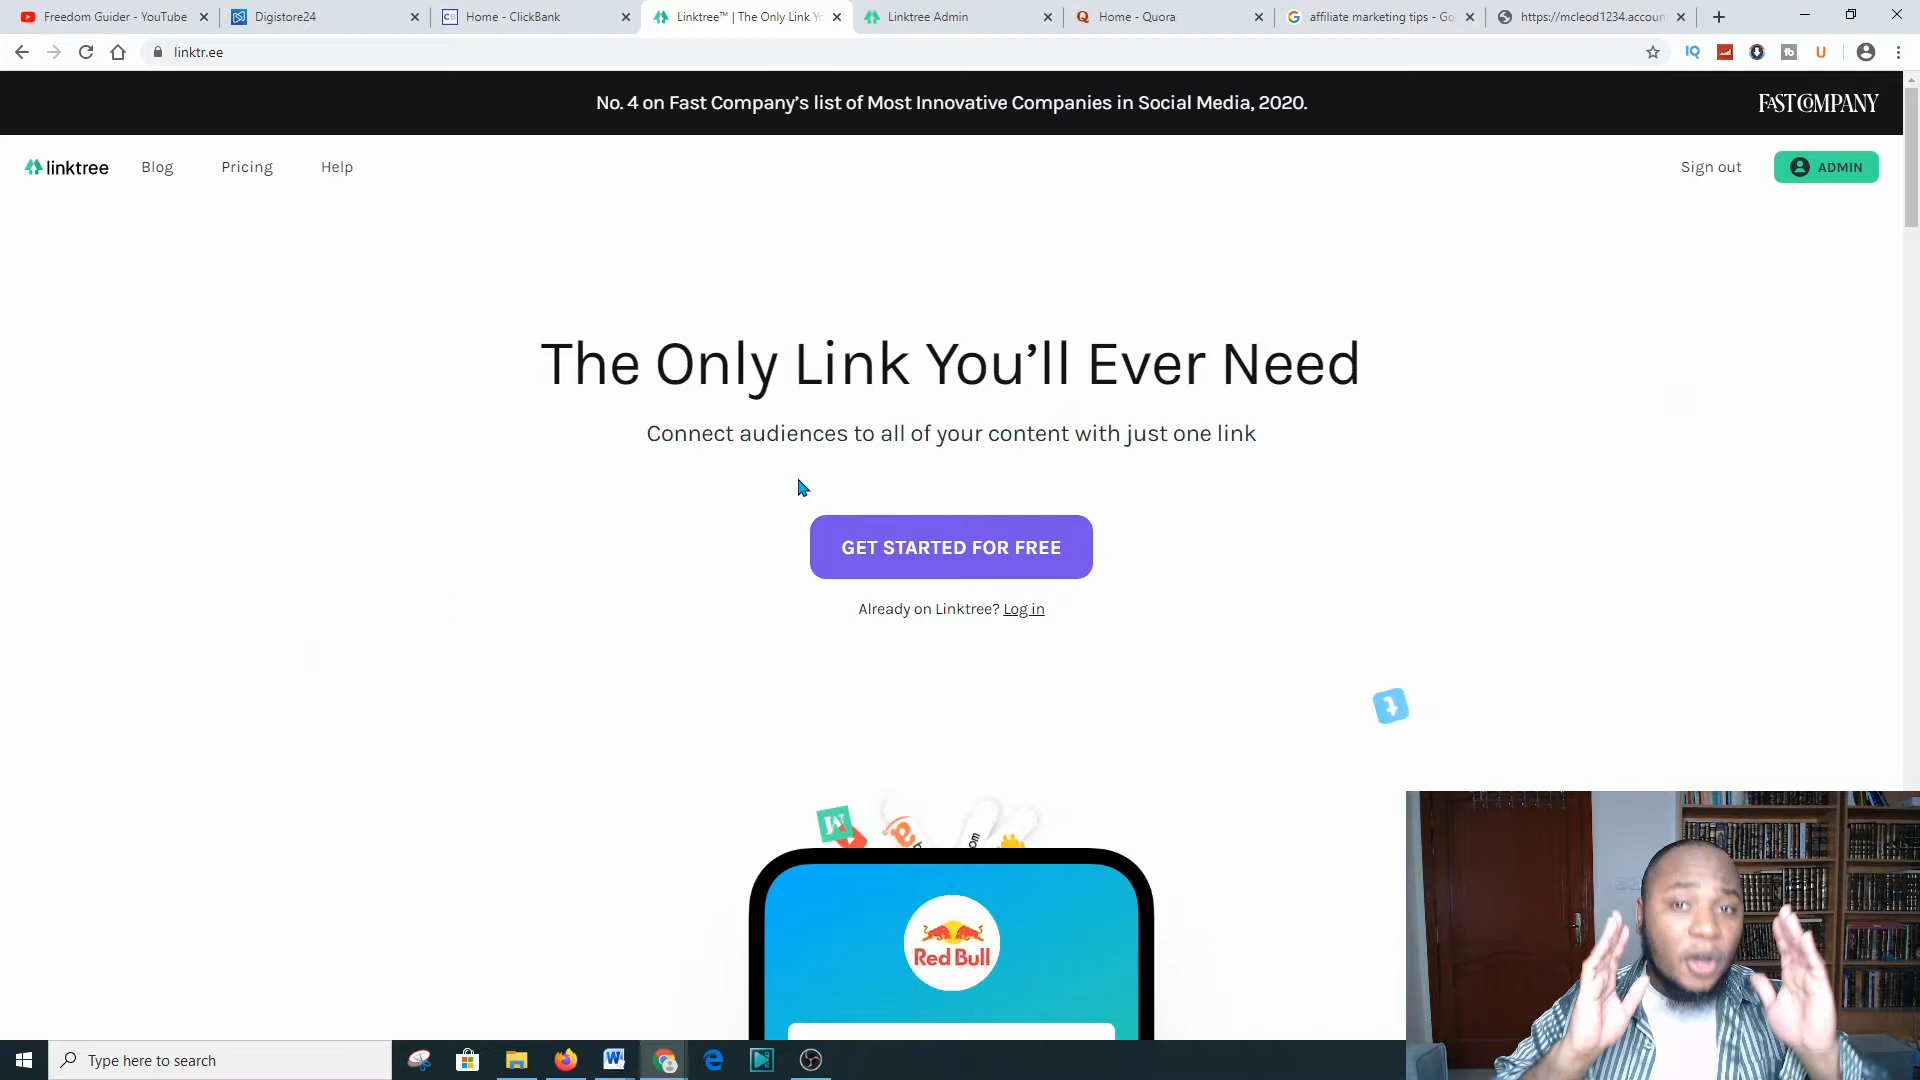 Freedom Guider - YouTube
Digistore24
Home - ClickBank
Linktree™ | The Only Link Yo
Linktree Admin
Home - Quora
affiliate marketing tips - Go
https://mcleod1234.accoun
linktr.ee
No. 4 on Fast Company's list of Most Innovative Companies in Social Media, 2020.
FAST COMPANY
linktree
Blog
Pricing
Help
Sign out
ADMIN
The Only Link You'll Ever Need
Connect audiences to all of your content with just one link
GET STARTED FOR FREE
Already on Linktree? Log in
Red Bull
Type here to search